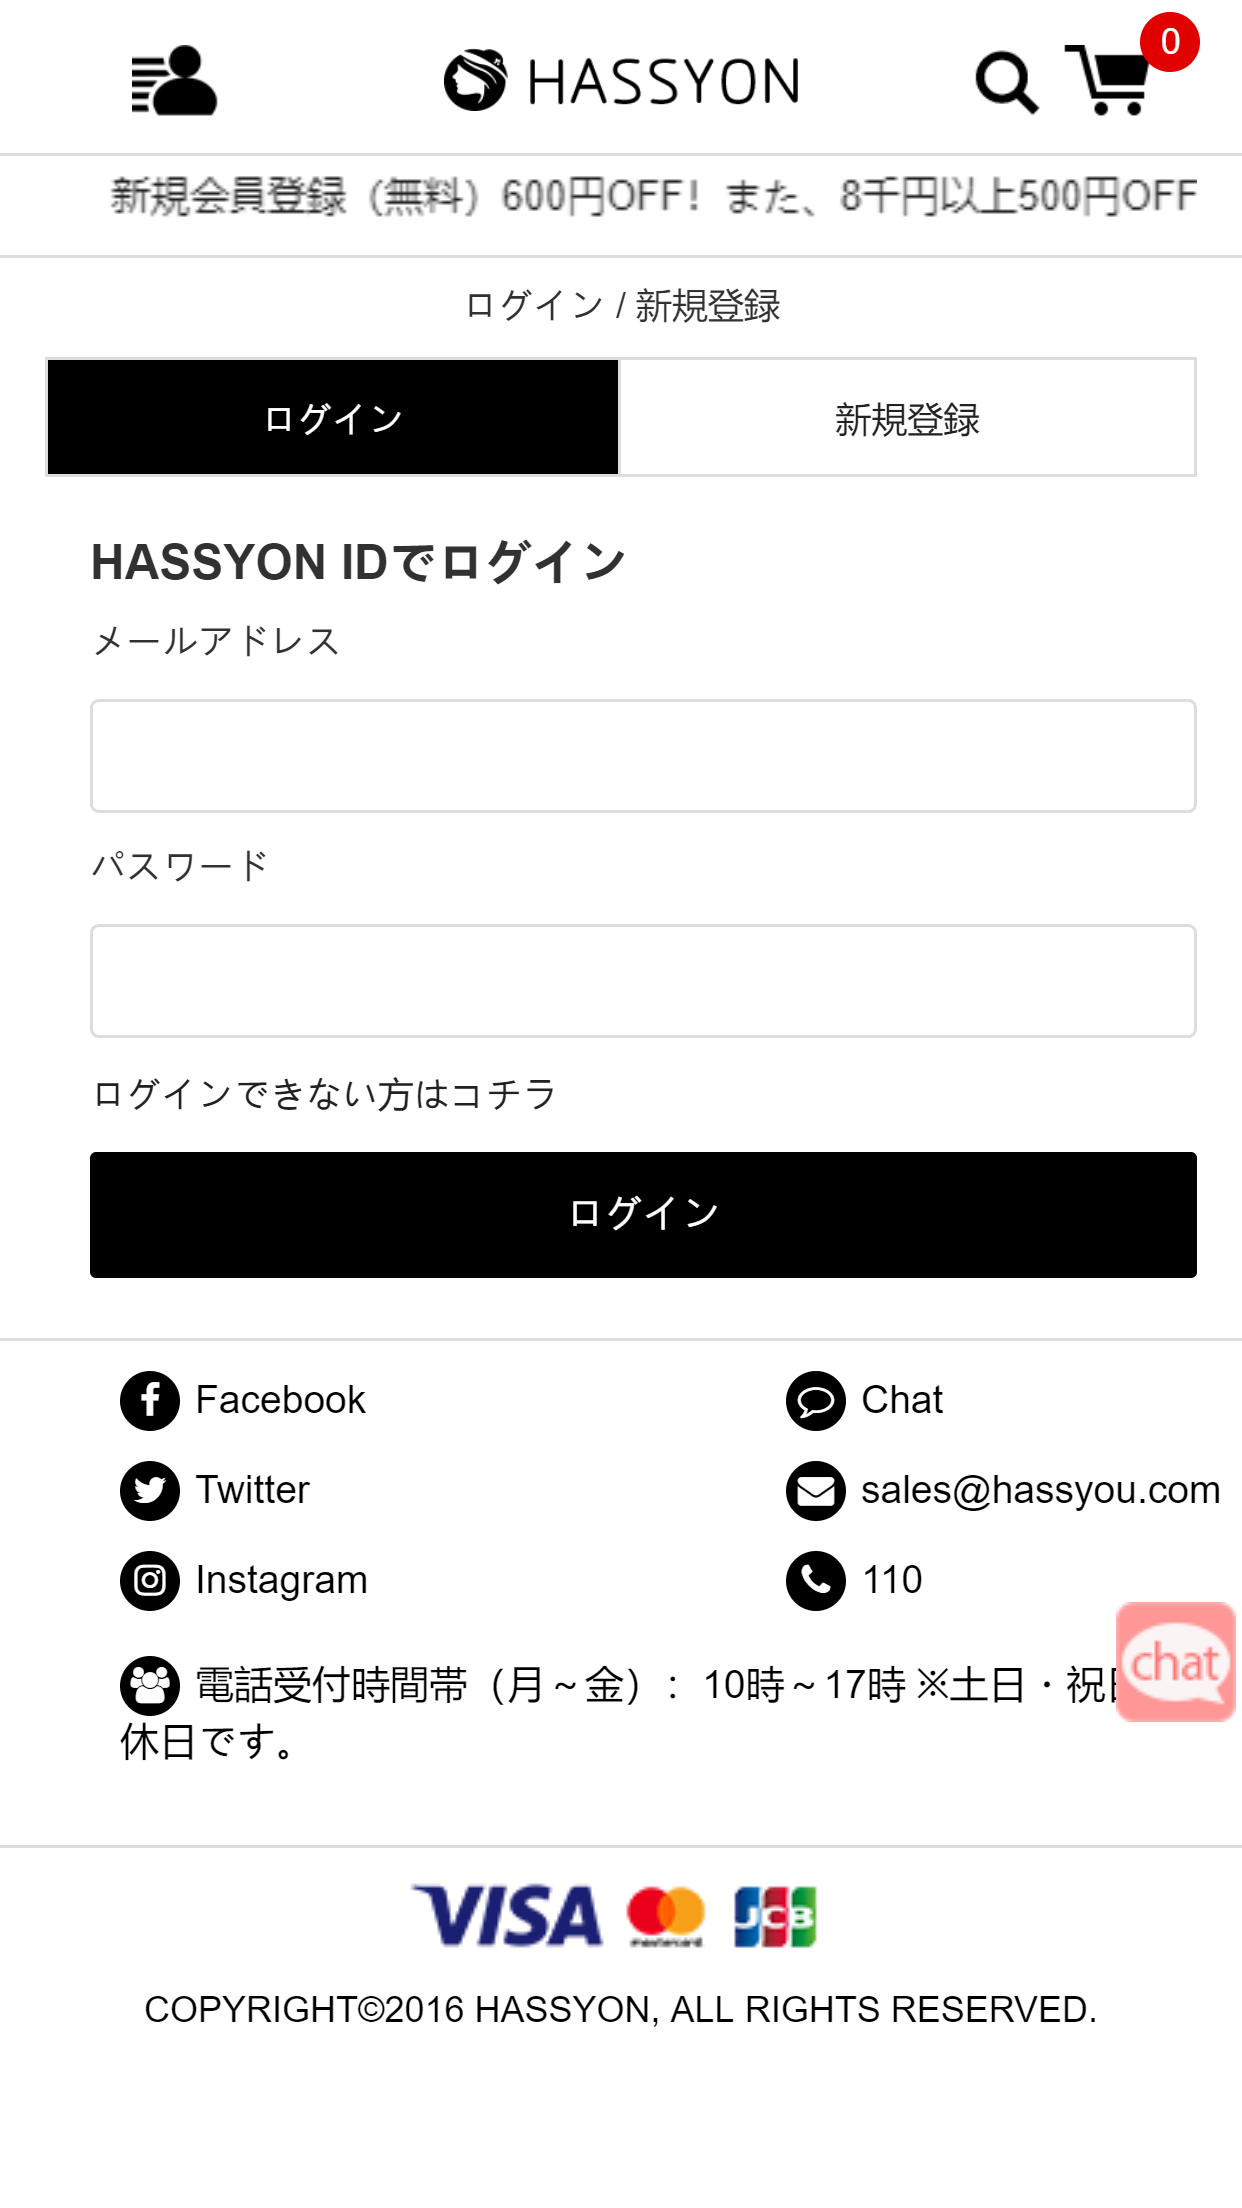 HASSYON
0
新規会員登録（無料）600円OFF！また、8千円以上500円OFF
ログイン / 新規登録
ログイン
新規登録
HASSYON IDでログイン
メールアドレス
パスワード
ログインできない方はコチラ
ログイン
Facebook
Chat
Twitter
sales@hassyou.com
Instagram
110
chat
電話受付時間帯（月～金）：10時～17時 ※土日・祝日
休日です。
VISA
mastercard
JCB
COPYRIGHT©2016 HASSYON, ALL RIGHTS RESERVED.